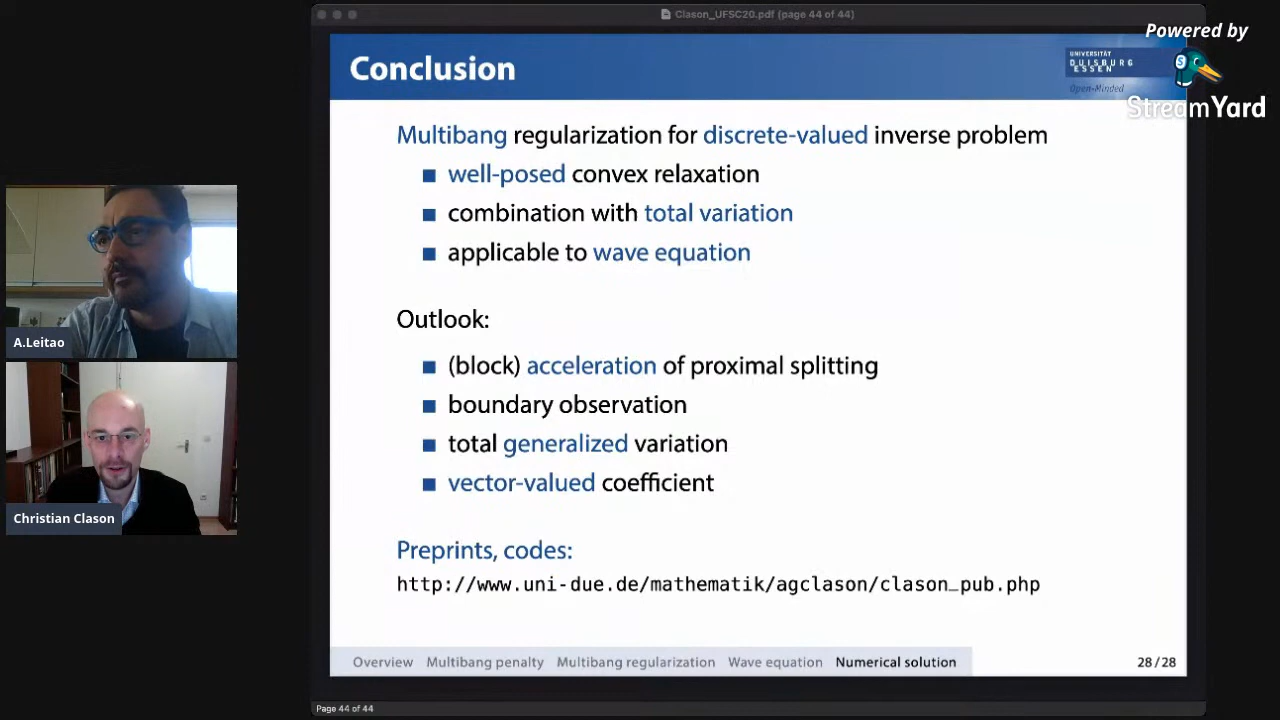 Clason_UFSC20.pdf (page 44 of 44)
Powered by
StreamYard
Conclusion
UNIVERSITÄT
DUISBURG
ESSEN
Open-Minded
Multibang regularization for discrete-valued inverse problem
well-posed convex relaxation
combination with total variation
applicable to wave equation
Outlook:
(block) acceleration of proximal splitting
boundary observation
total generalized variation
vector-valued coefficient
Preprints, codes:
http://www.uni-due.de/mathematik/agclason/clason_pub.php
Overview Multibang penalty Multibang regularization Wave equation Numerical solution 28/28
Page 44 of 44
A.Leitao
Christian Clason